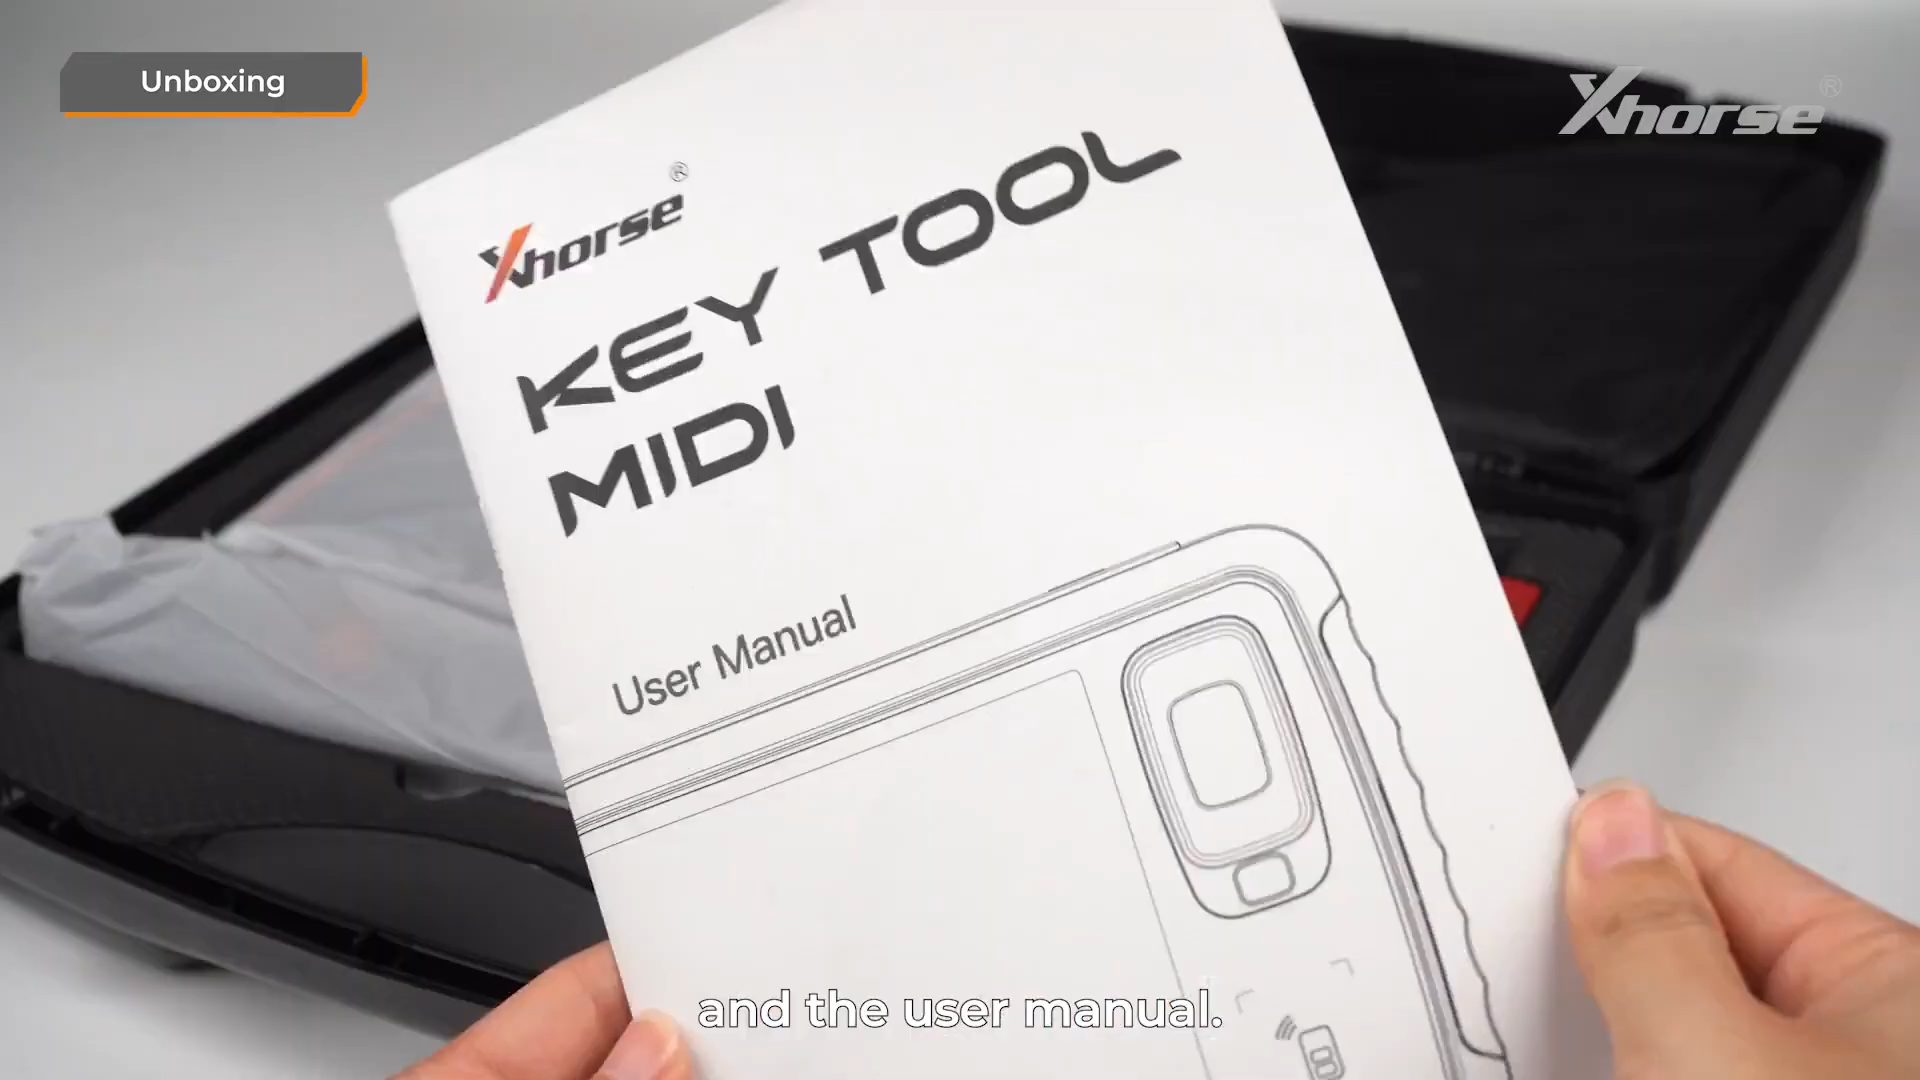 Unboxing
Xhorse®
Xhorse®
KEY TOOL
MIDI
User Manual
and the user manual.